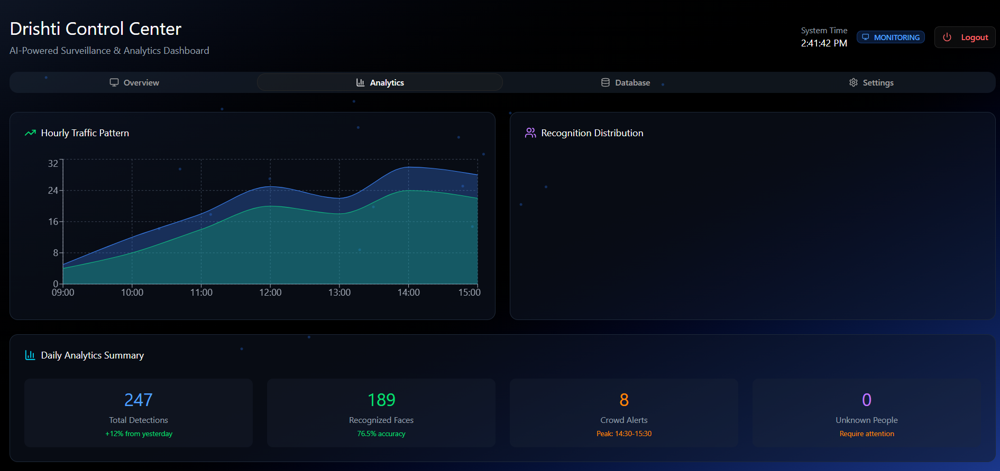 Drishti Control Center
AI-Powered Surveillance & Analytics Dashboard
System Time
2:41:42 PM
MONITORING
Logout
Overview
Analytics
Database
Settings
Hourly Traffic Pattern
32
24
16
8
0
09:00 10:00 11:00 12:00 13:00 14:00 15:00
Recognition Distribution
Daily Analytics Summary
247
Total Detections
+12% from yesterday
189
Recognized Faces
76.5% accuracy
8
Crowd Alerts
Peak: 14:30-15:30
0
Unknown People
Require attention